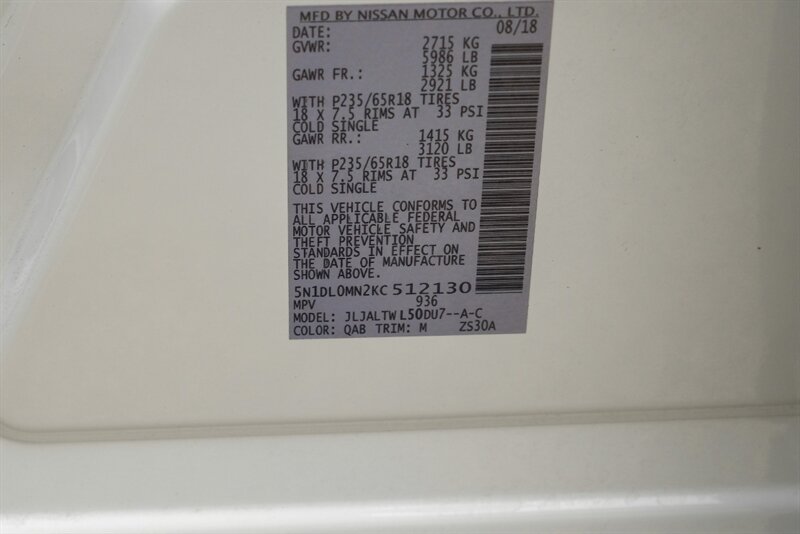 MFD BY NISSAN MOTOR CO., LTD.
DATE: 08/18
GVWR: 2715 KG
5986 LB
GAWR FR.: 1325 KG
2921 LB
WITH P235/65R18 TIRES
18 X 7.5 RIMS AT 33 PSI
COLD SINGLE
GAWR RR.: 1415 KG
3120 LB
WITH P235/65R18 TIRES
18 X 7.5 RIMS AT 33 PSI
COLD SINGLE
THIS VEHICLE CONFORMS TO
ALL APPLICABLE FEDERAL
MOTOR VEHICLE SAFETY AND
THEFT PREVENTION
STANDARDS IN EFFECT ON
THE DATE OF MANUFACTURE
SHOWN ABOVE.
5N1DL0MN2KC 512130
MPV 936
MODEL: JLJALTW L50DU7--A-C
COLOR: QAB TRIM: M ZS30A